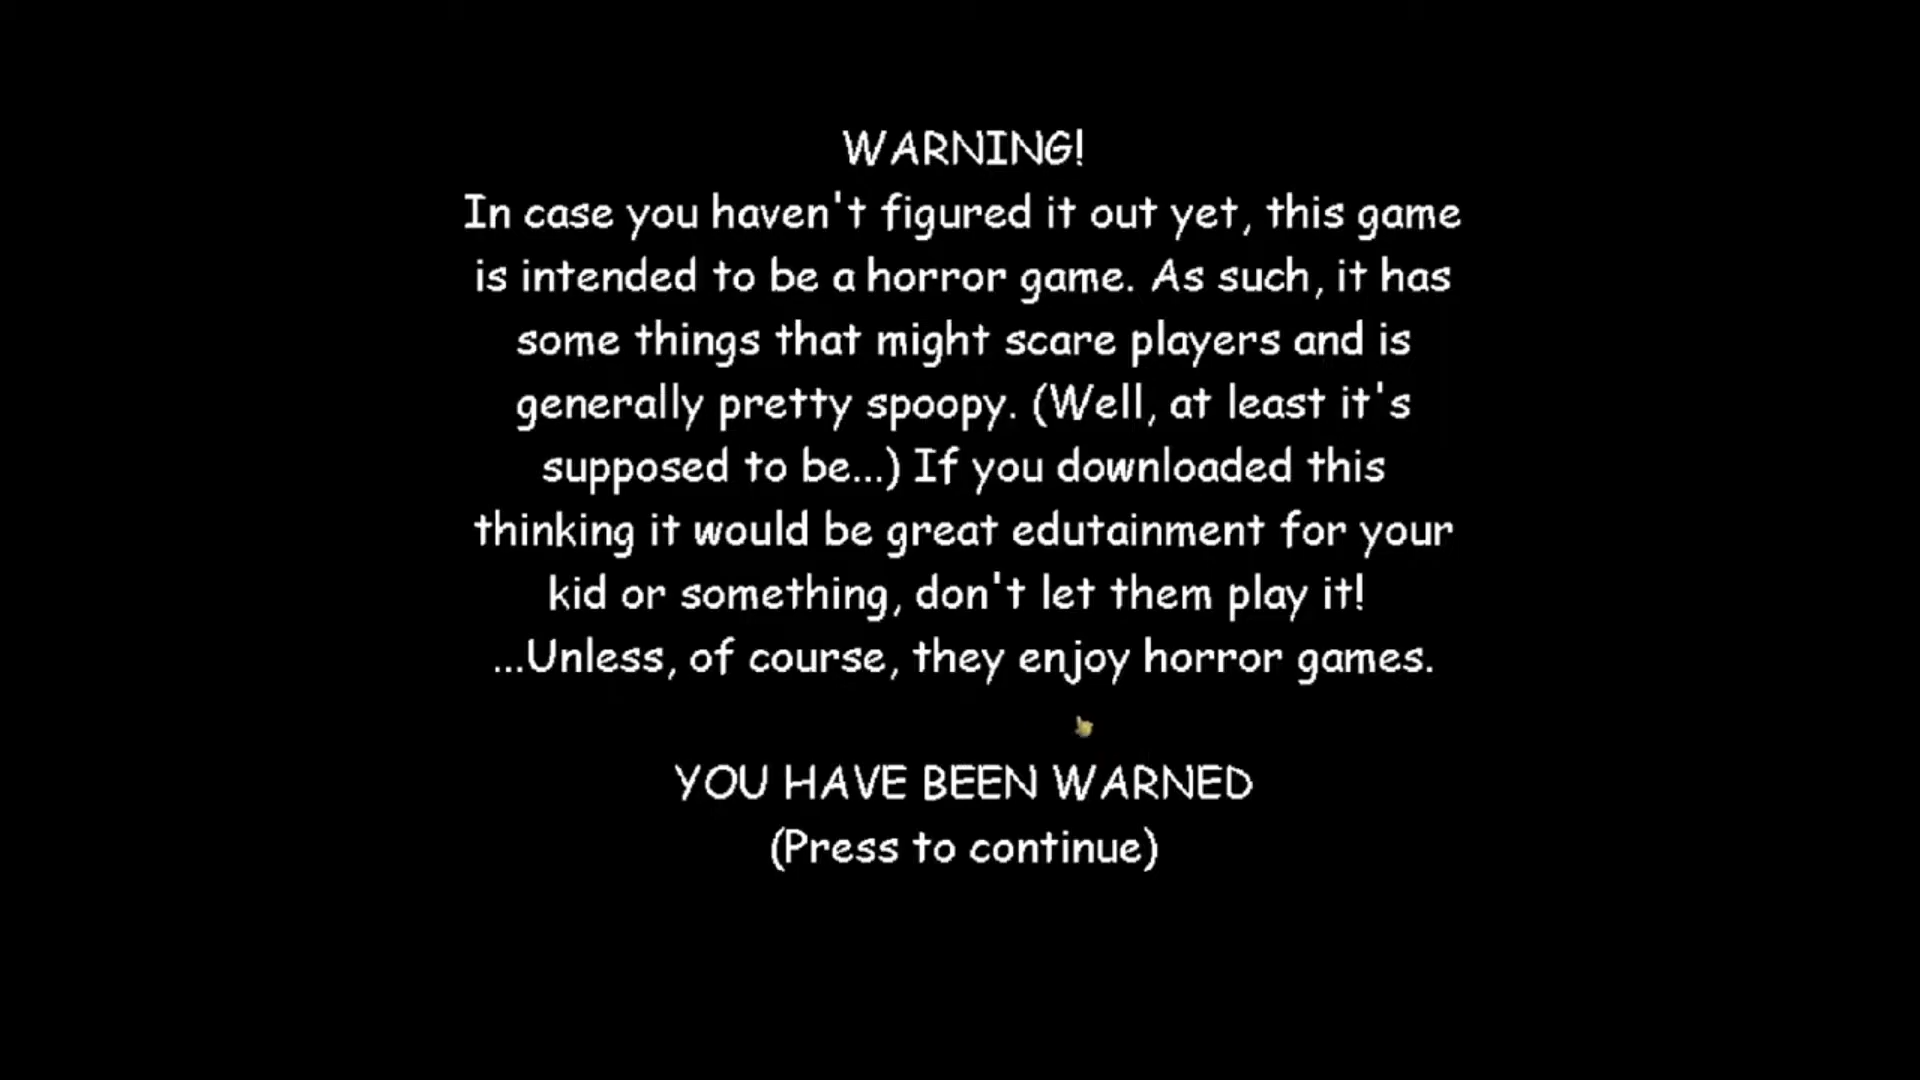 WARNING!
In case you haven't figured it out yet, this game
is intended to be a horror game. As such, it has
some things that might scare players and is
generally pretty spoopy. (Well, at least it's
supposed to be...) If you downloaded this
thinking it would be great edutainment for your
kid or something, don't let them play it!
...Unless, of course, they enjoy horror games.
YOU HAVE BEEN WARNED
(Press to continue)